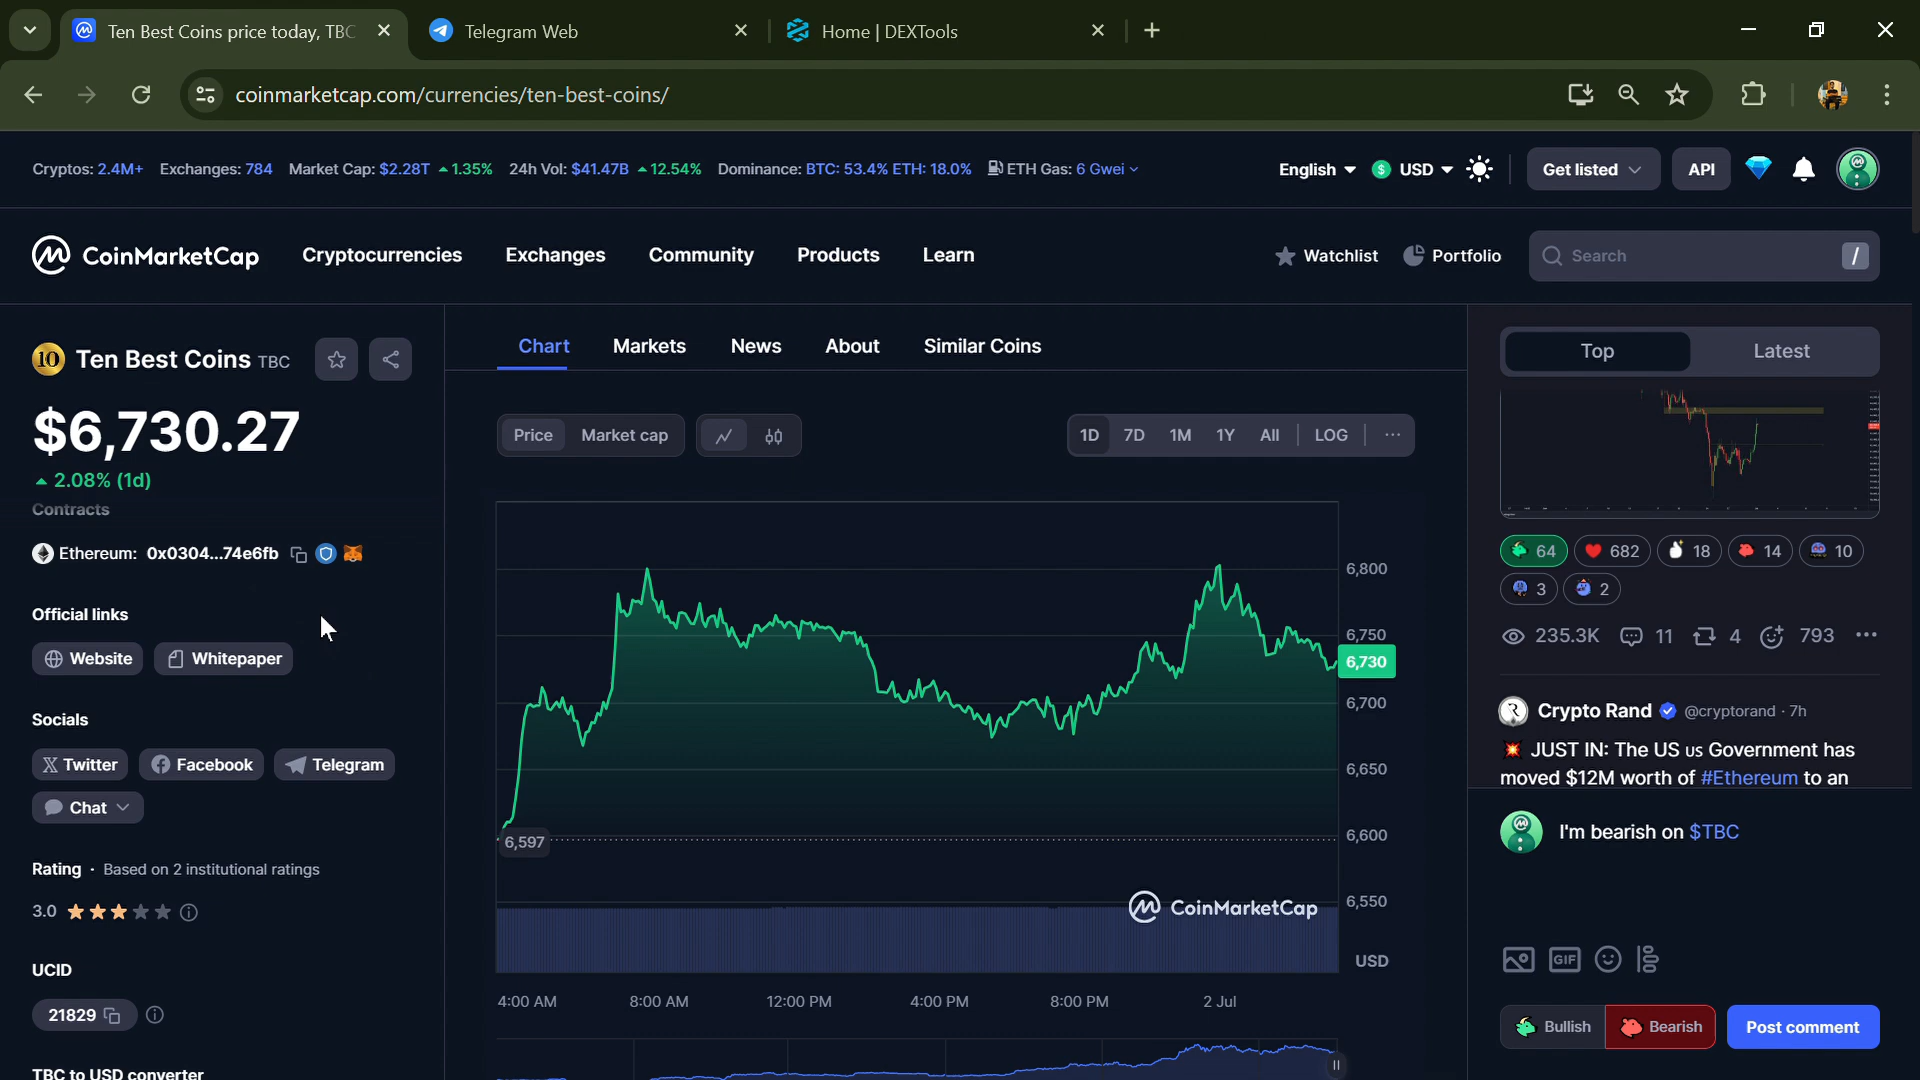 Ten Best Coins price today, TBC
Telegram Web
Home | DEXTools
coinmarketcap.com/currencies/ten-best-coins/
Cryptos: 2.4M+ Exchanges: 784 Market Cap: $2.28T 1.35% 24h Vol: $41.47B 12.54% Dominance: BTC: 53.4% ETH: 18.0% ETH Gas: 6 Gwei
English USD Get listed API
CoinMarketCap Cryptocurrencies Exchanges Community Products Learn
Watchlist Portfolio Search /
10 Ten Best Coins TBC
$6,730.27
2.08% (1d)
Contracts
Ethereum: 0x0304...74e6fb
Official links
Website Whitepaper
Socials
Twitter Facebook Telegram
Chat
Rating · Based on 2 institutional ratings
3.0
UCID
21829
TBC to USD converter
Chart Markets News About Similar Coins
Price Market cap
1D 7D 1M 1Y All LOG ...
6,800
6,750
6,730
6,700
6,650
6,600
6,597
6,550
CoinMarketCap
USD
4:00 AM 8:00 AM 12:00 PM 4:00 PM 8:00 PM 2 Jul
Top Latest
64 682 18 14 10
3 2
235.3K 11 4 793
Crypto Rand @cryptorand · 7h
JUST IN: The US us Government has
moved $12M worth of #Ethereum to an
I'm bearish on $TBC
GIF
Bullish Bearish Post comment